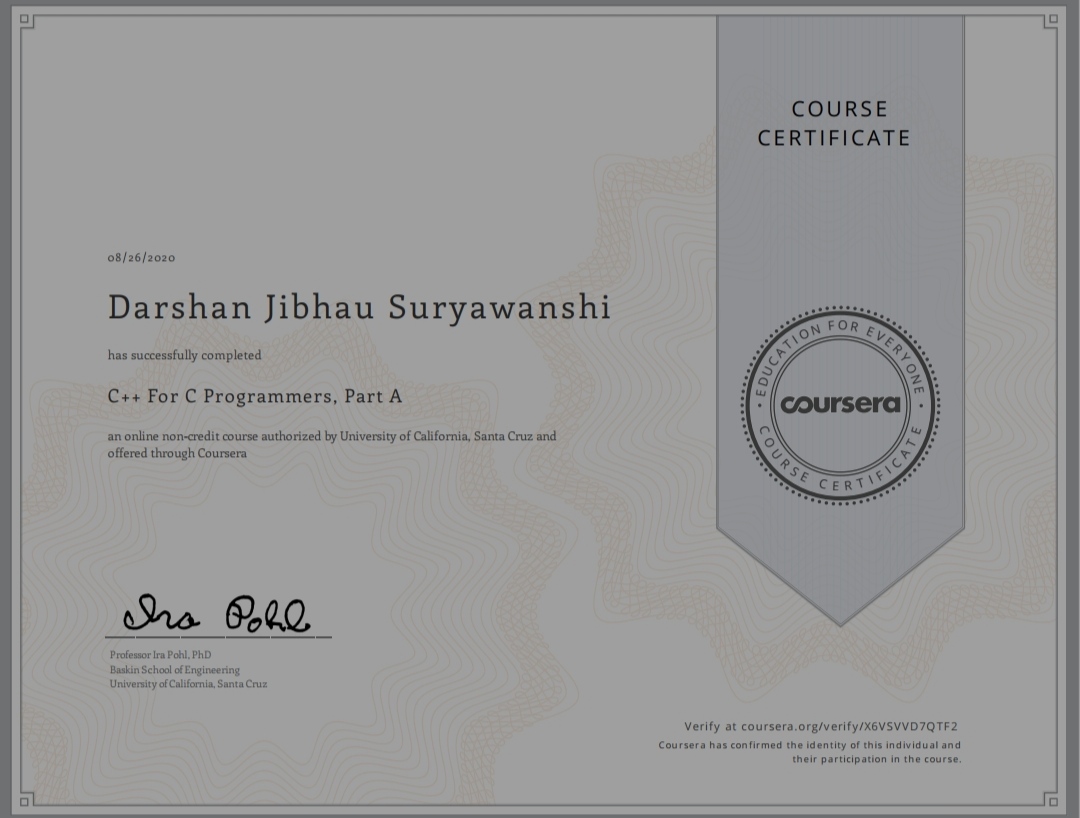 COURSE
CERTIFICATE
08/26/2020
Darshan Jibhau Suryawanshi
has successfully completed
C++ For C Programmers, Part A
an online non-credit course authorized by University of California, Santa Cruz and
offered through Coursera
EDUCATION FOR EVERYONE
coursera
COURSE CERTIFICATE
Ira Pohl
Professor Ira Pohl, PhD
Baskin School of Engineering
University of California, Santa Cruz
Verify at coursera.org/verify/X6VSVVD7QTF2
Coursera has confirmed the identity of this individual and
their participation in the course.